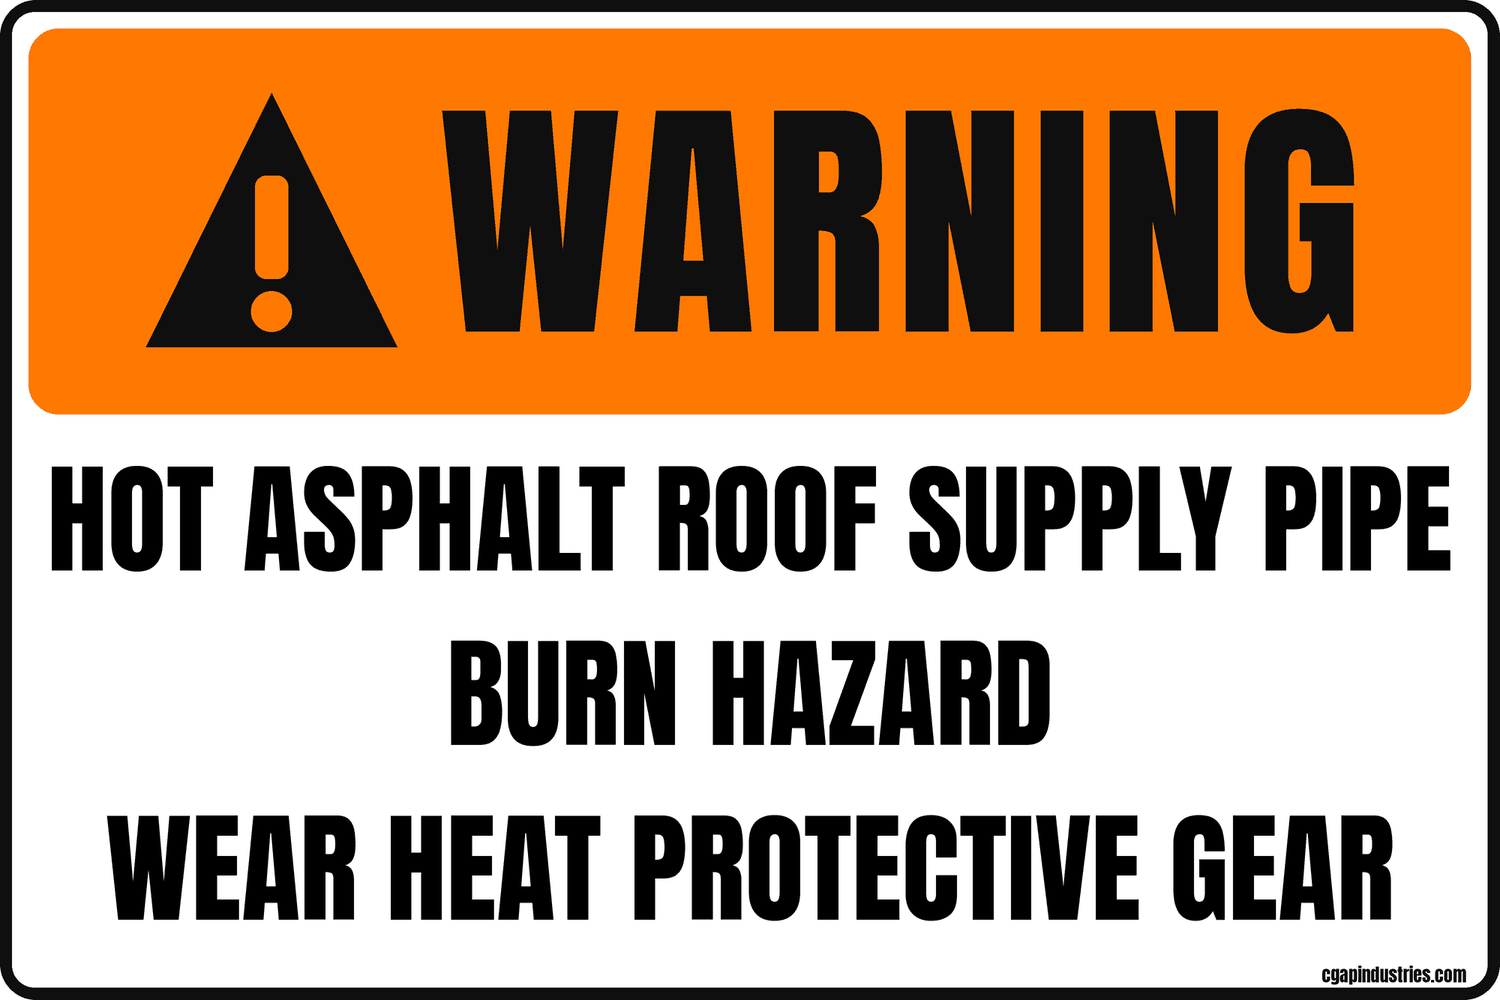 WARNING
HOT ASPHALT ROOF SUPPLY PIPE
BURN HAZARD
WEAR HEAT PROTECTIVE GEAR
cgapindustries.com